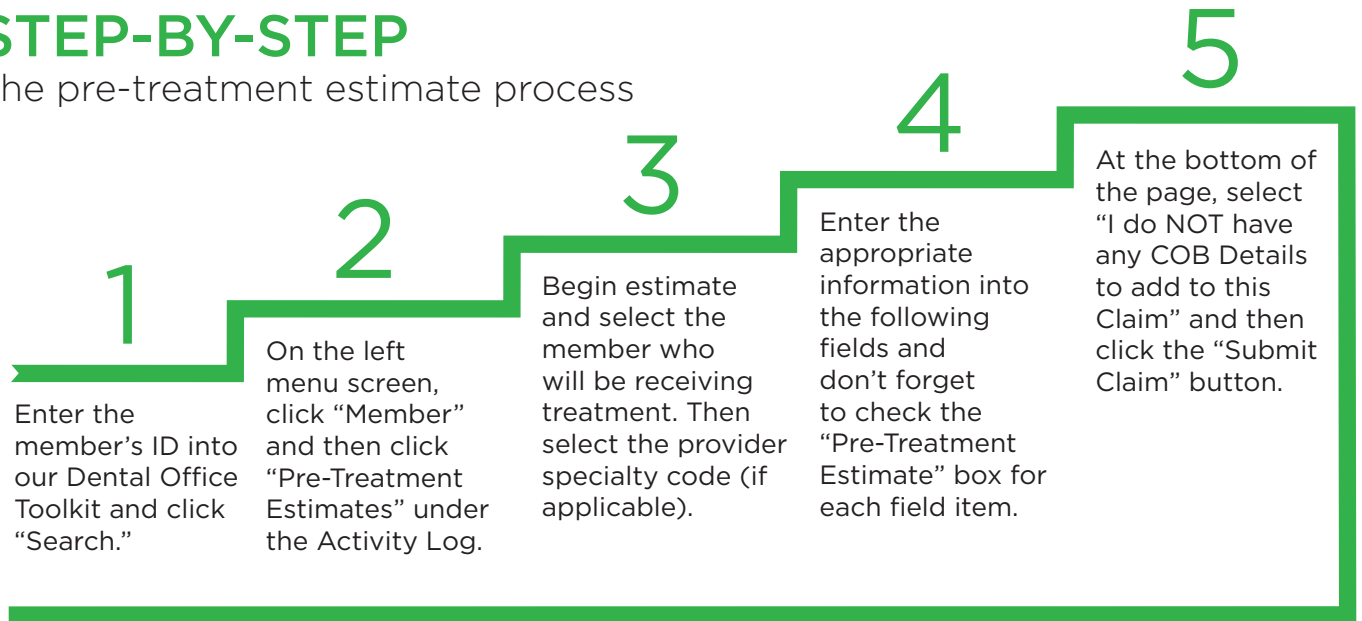 STEP-BY-STEP
he pre-treatment estimate process
1
Enter the
member’s ID into
our Dental Office
Toolkit and click
“Search.”
2
On the left
menu screen,
click “Member”
and then click
“Pre-Treatment
Estimates” under
the Activity Log.
3
Begin estimate
and select the
member who
will be receiving
treatment. Then
select the provider
specialty code (if
applicable).
4
Enter the
appropriate
information into
the following
fields and
don’t forget
to check the
“Pre-Treatment
Estimate” box for
each field item.
5
At the bottom of
the page, select
“I do NOT have
any COB Details
to add to this
Claim” and then
click the “Submit
Claim” button.